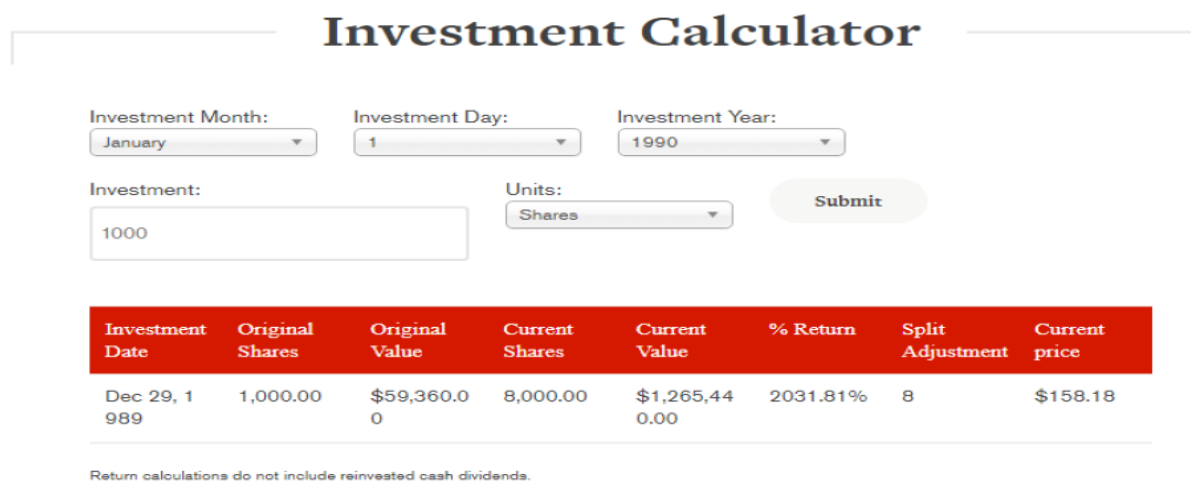 Investment Calculator
Investment Month: Investment Day: Investment Year:
January 1 1990
Investment: Units:
Shares Submit
1000
Investment Original Original Current Current % Return Split Current
Date Shares Value Shares Value Adjustment price
Dec 29, 1 1,000.00 $59,360.0 8,000.00 $1,265,44 2031.81% 8 $158.18
989 0 0.00
Return calculations do not include reinvested cash dividends.